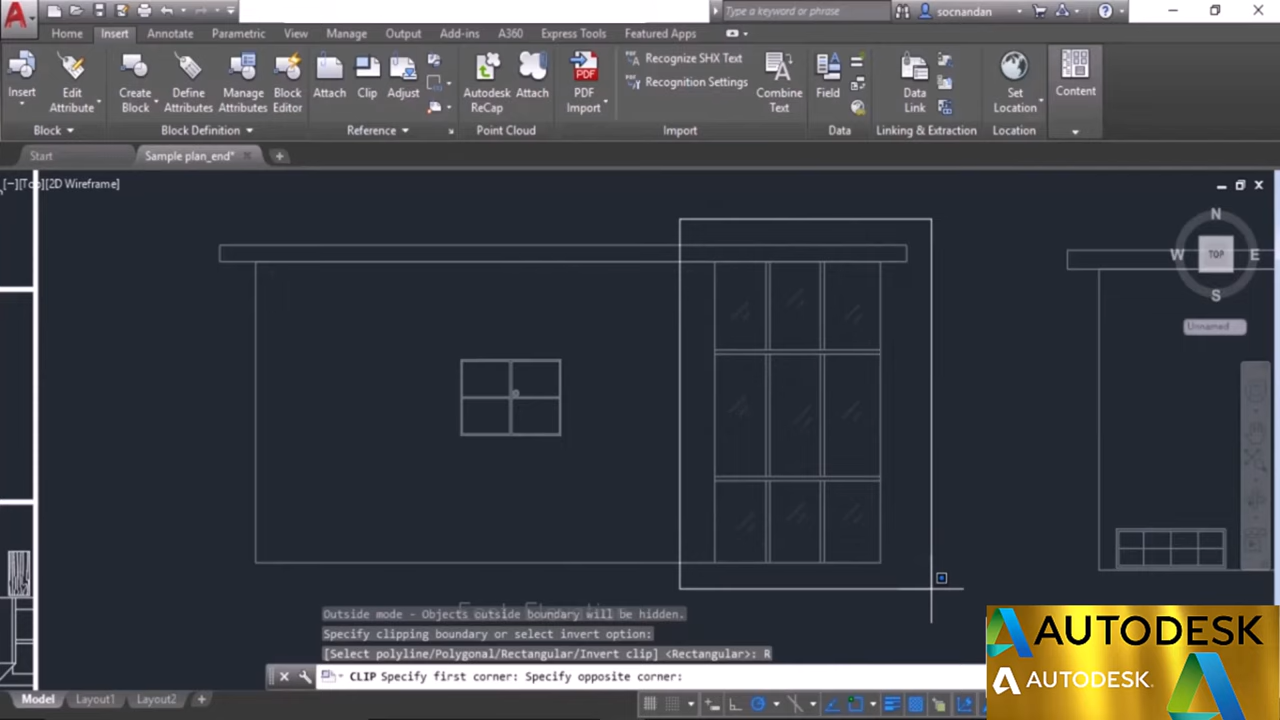 Type a keyword or phrase
socnandan
Home Insert Annotate Parametric View Manage Output Add-ins A360 Express Tools Featured Apps
Insert
Edit Attribute
Create Block
Define Attributes
Manage Attributes
Block Editor
Attach
Clip
Adjust
Autodesk ReCap
Attach
PDF Import
Recognize SHX Text
Recognition Settings
Combine Text
Field
Data Link
Set Location
Content
Block Block Definition Reference Point Cloud Import Data Linking & Extraction Location
Start Sample plan_end*
[−][Top][2D Wireframe]
N
W TOP E
S
Unnamed
Outside mode - Objects outside boundary will be hidden.
Specify clipping boundary or select invert option:
[Select polyline/Polygonal/Rectangular/Invert clip] <Rectangular>: R
CLIP Specify first corner: Specify opposite corner:
Model Layout1 Layout2
AUTODESK
AUTODESK.